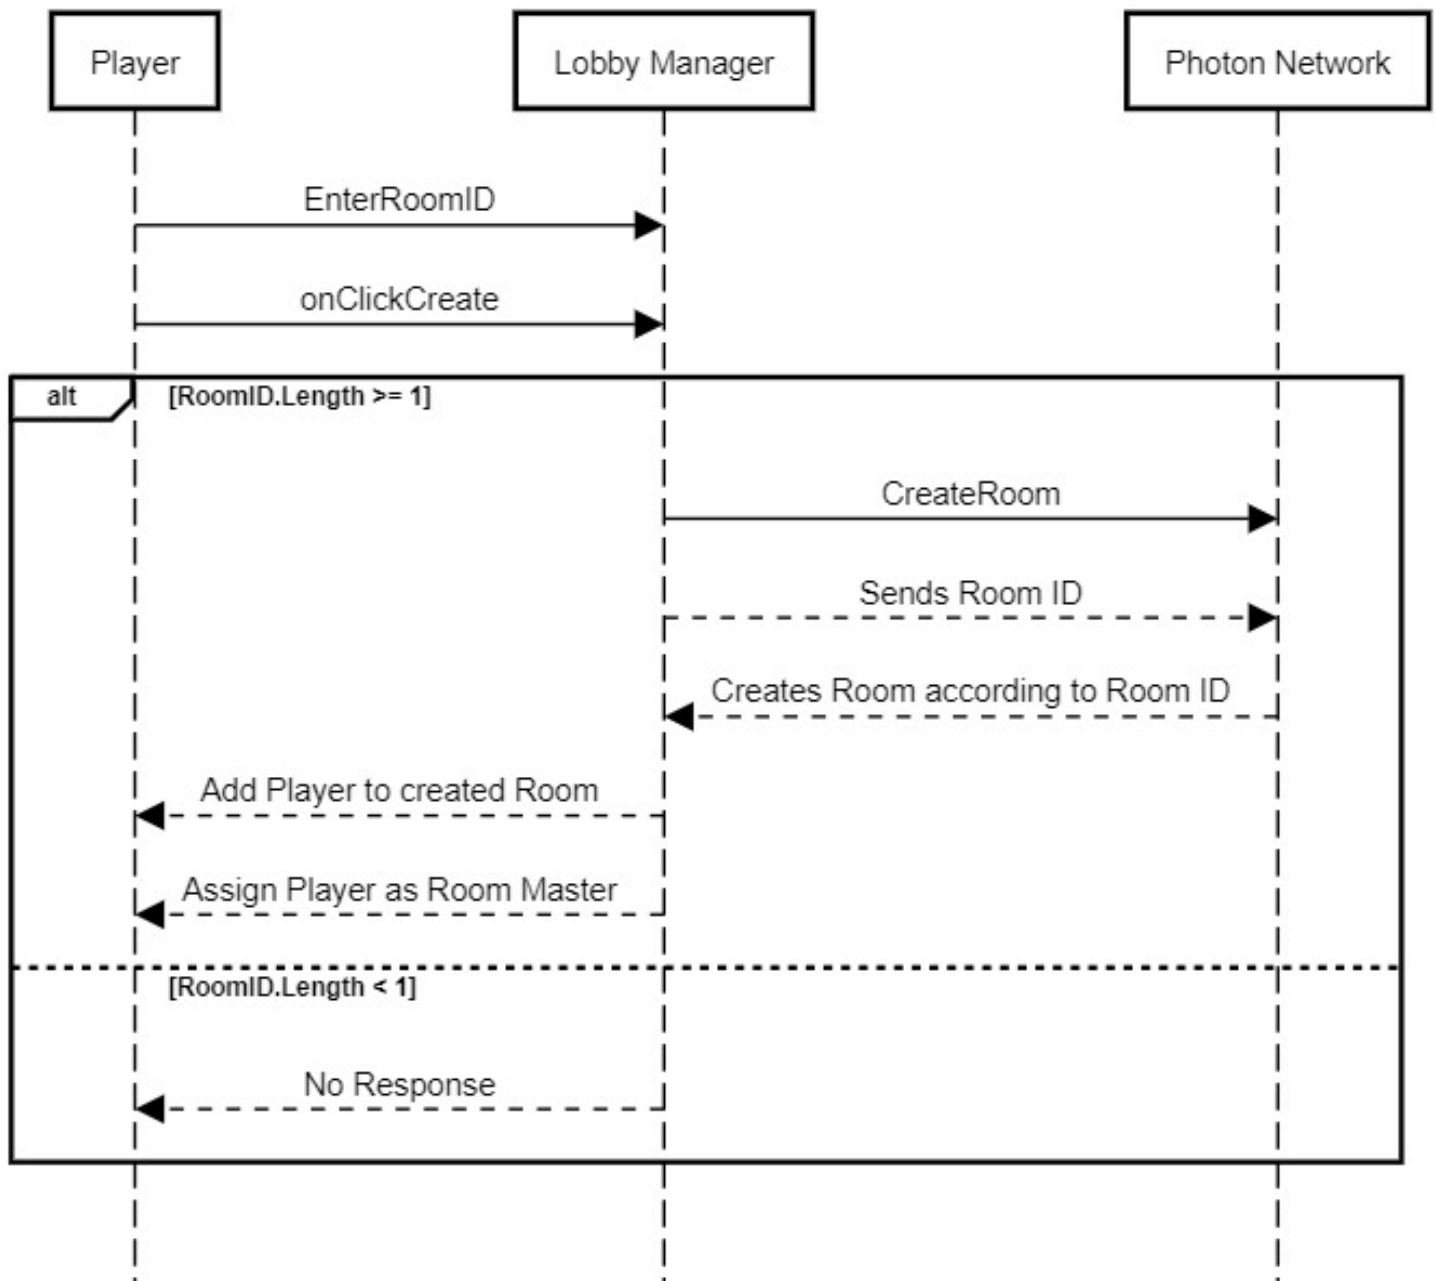 Player
Lobby Manager
Photon Network
EnterRoomID
onClickCreate
alt
[RoomID.Length >= 1]
CreateRoom
Sends Room ID
Creates Room according to Room ID
Add Player to created Room
Assign Player as Room Master
[RoomID.Length < 1]
No Response